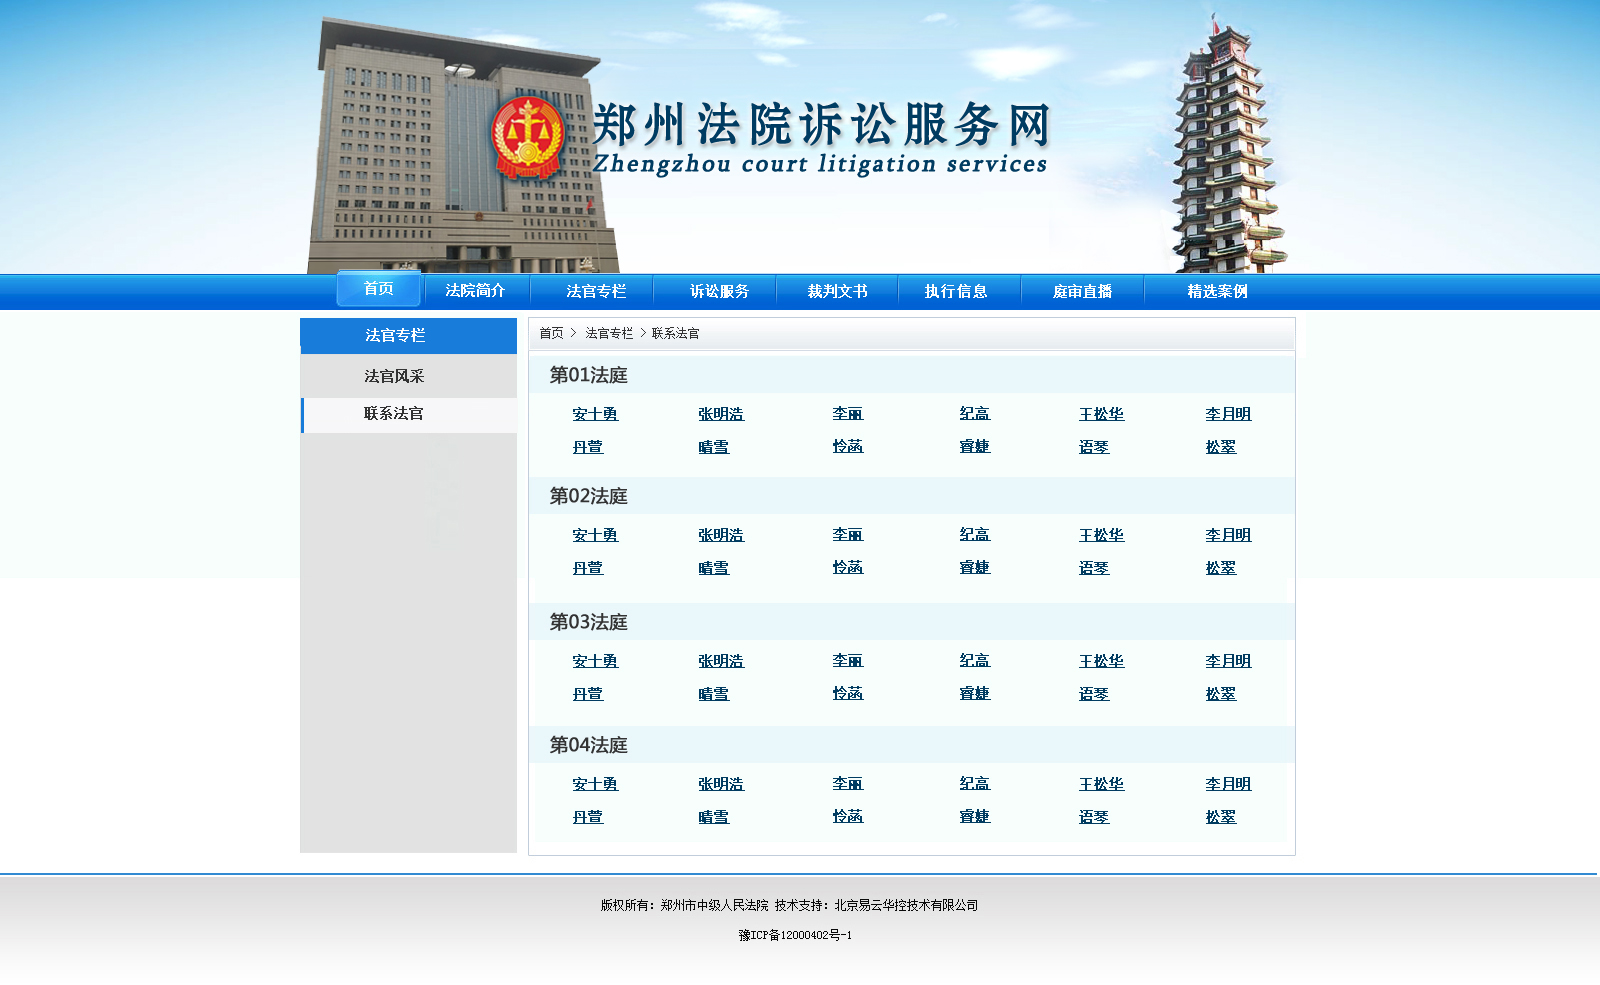 郑州法院诉讼服务网
Zhengzhou court litigation services
首页 法院简介 法官专栏 诉讼服务 裁判文书 执行信息 庭审直播 精选案例
法官专栏
法官风采
联系法官
首页 > 法官专栏 > 联系法官
第01法庭
安士勇 张明浩 李丽 纪高 王松华 李月明
丹萱 晴雪 怜菡 睿婕 语琴 松翠
第02法庭
安士勇 张明浩 李丽 纪高 王松华 李月明
丹萱 晴雪 怜菡 睿婕 语琴 松翠
第03法庭
安士勇 张明浩 李丽 纪高 王松华 李月明
丹萱 晴雪 怜菡 睿婕 语琴 松翠
第04法庭
安士勇 张明浩 李丽 纪高 王松华 李月明
丹萱 晴雪 怜菡 睿婕 语琴 松翠
版权所有：郑州市中级人民法院 技术支持：北京易云华控技术有限公司
豫ICP备12000402号-1